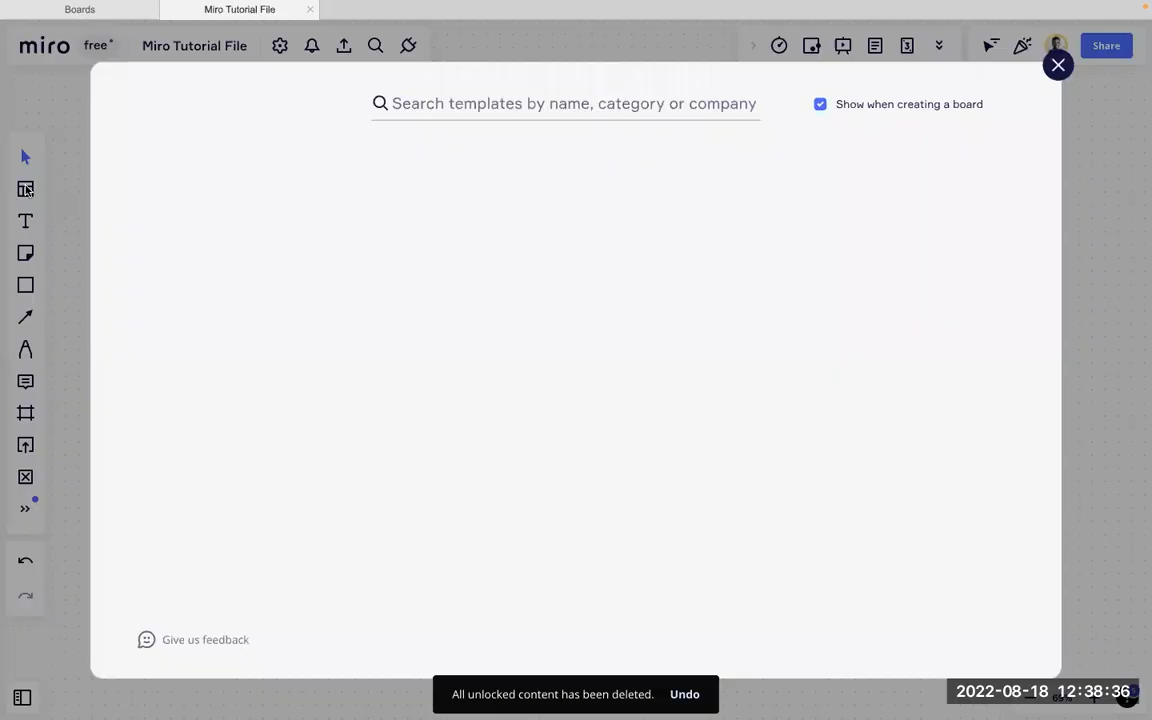 Boards
Miro Tutorial File
miro free
Miro Tutorial File
Share
Search templates by name, category or company
Show when creating a board
Give us feedback
All unlocked content has been deleted. Undo
2022-08-18 12:38:36